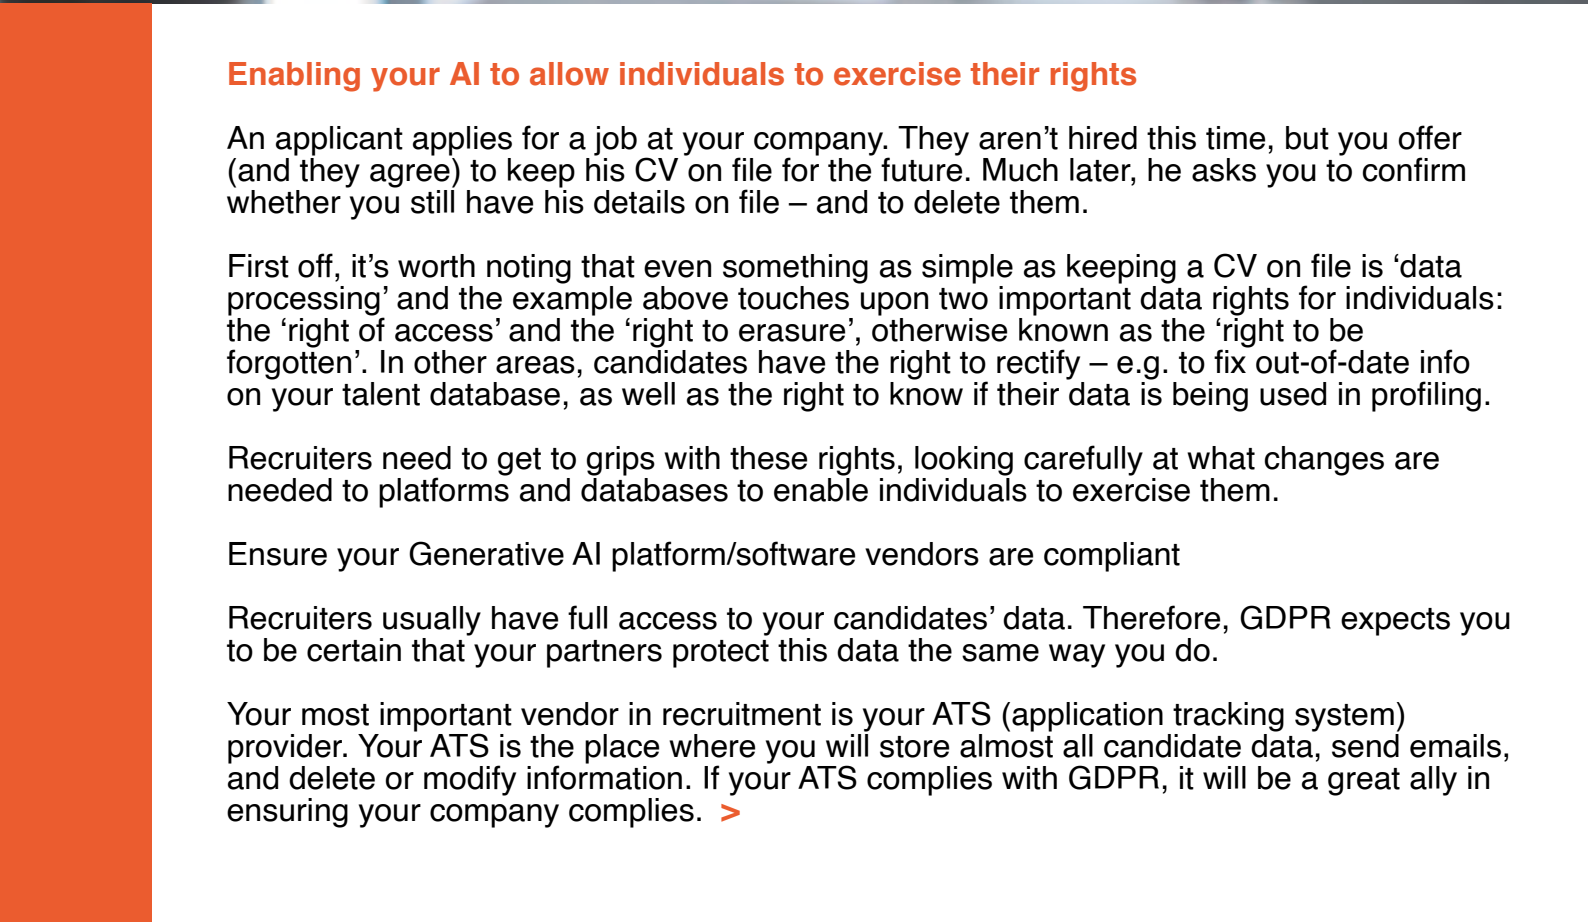 Enabling your AI to allow individuals to exercise their rights
An applicant applies for a job at your company. They aren’t hired this time, but you offer
(and they agree) to keep his CV on file for the future. Much later, he asks you to confirm
whether you still have his details on file – and to delete them.
First off, it’s worth noting that even something as simple as keeping a CV on file is ‘data
processing’ and the example above touches upon two important data rights for individuals:
the ‘right of access’ and the ‘right to erasure’, otherwise known as the ‘right to be
forgotten’. In other areas, candidates have the right to rectify – e.g. to fix out-of-date info
on your talent database, as well as the right to know if their data is being used in profiling.
Recruiters need to get to grips with these rights, looking carefully at what changes are
needed to platforms and databases to enable individuals to exercise them.
Ensure your Generative AI platform/software vendors are compliant
Recruiters usually have full access to your candidates’ data. Therefore, GDPR expects you
to be certain that your partners protect this data the same way you do.
Your most important vendor in recruitment is your ATS (application tracking system)
provider. Your ATS is the place where you will store almost all candidate data, send emails,
and delete or modify information. If your ATS complies with GDPR, it will be a great ally in
ensuring your company complies. >